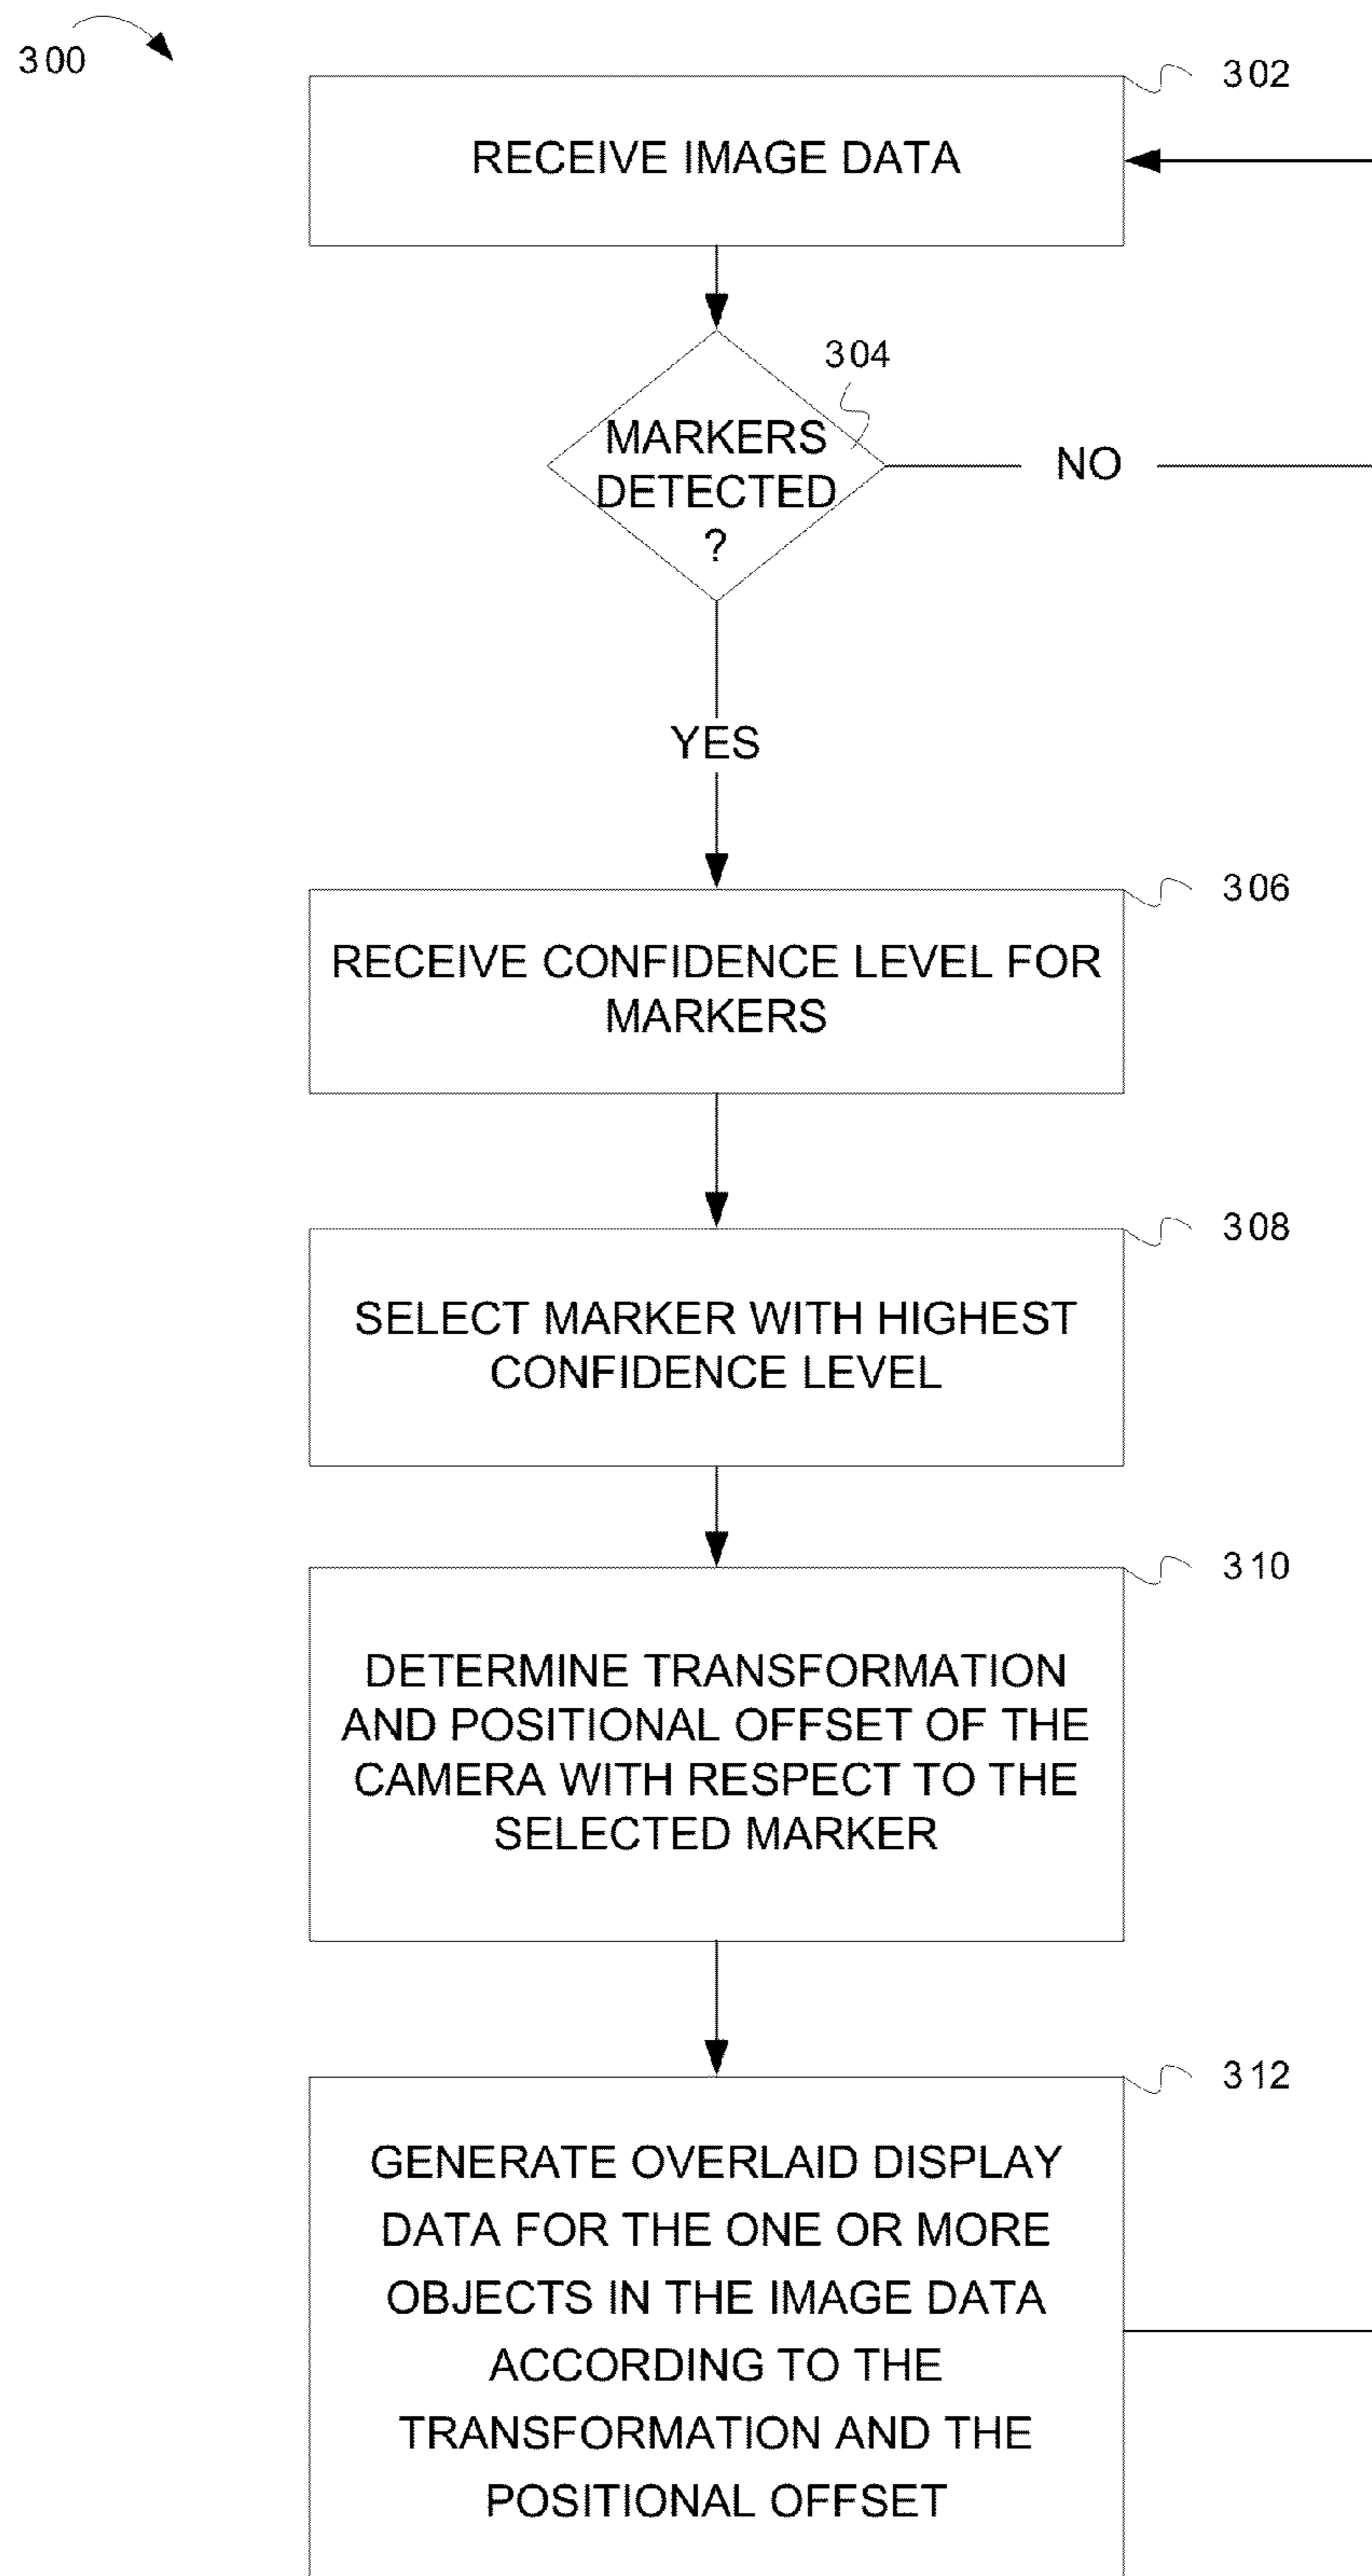 300
302
RECEIVE IMAGE DATA
304
MARKERS
DETECTED
?
NO
YES
306
RECEIVE CONFIDENCE LEVEL FOR
MARKERS
308
SELECT MARKER WITH HIGHEST
CONFIDENCE LEVEL
310
DETERMINE TRANSFORMATION
AND POSITIONAL OFFSET OF THE
CAMERA WITH RESPECT TO THE
SELECTED MARKER
312
GENERATE OVERLAID DISPLAY
DATA FOR THE ONE OR MORE
OBJECTS IN THE IMAGE DATA
ACCORDING TO THE
TRANSFORMATION AND THE
POSITIONAL OFFSET